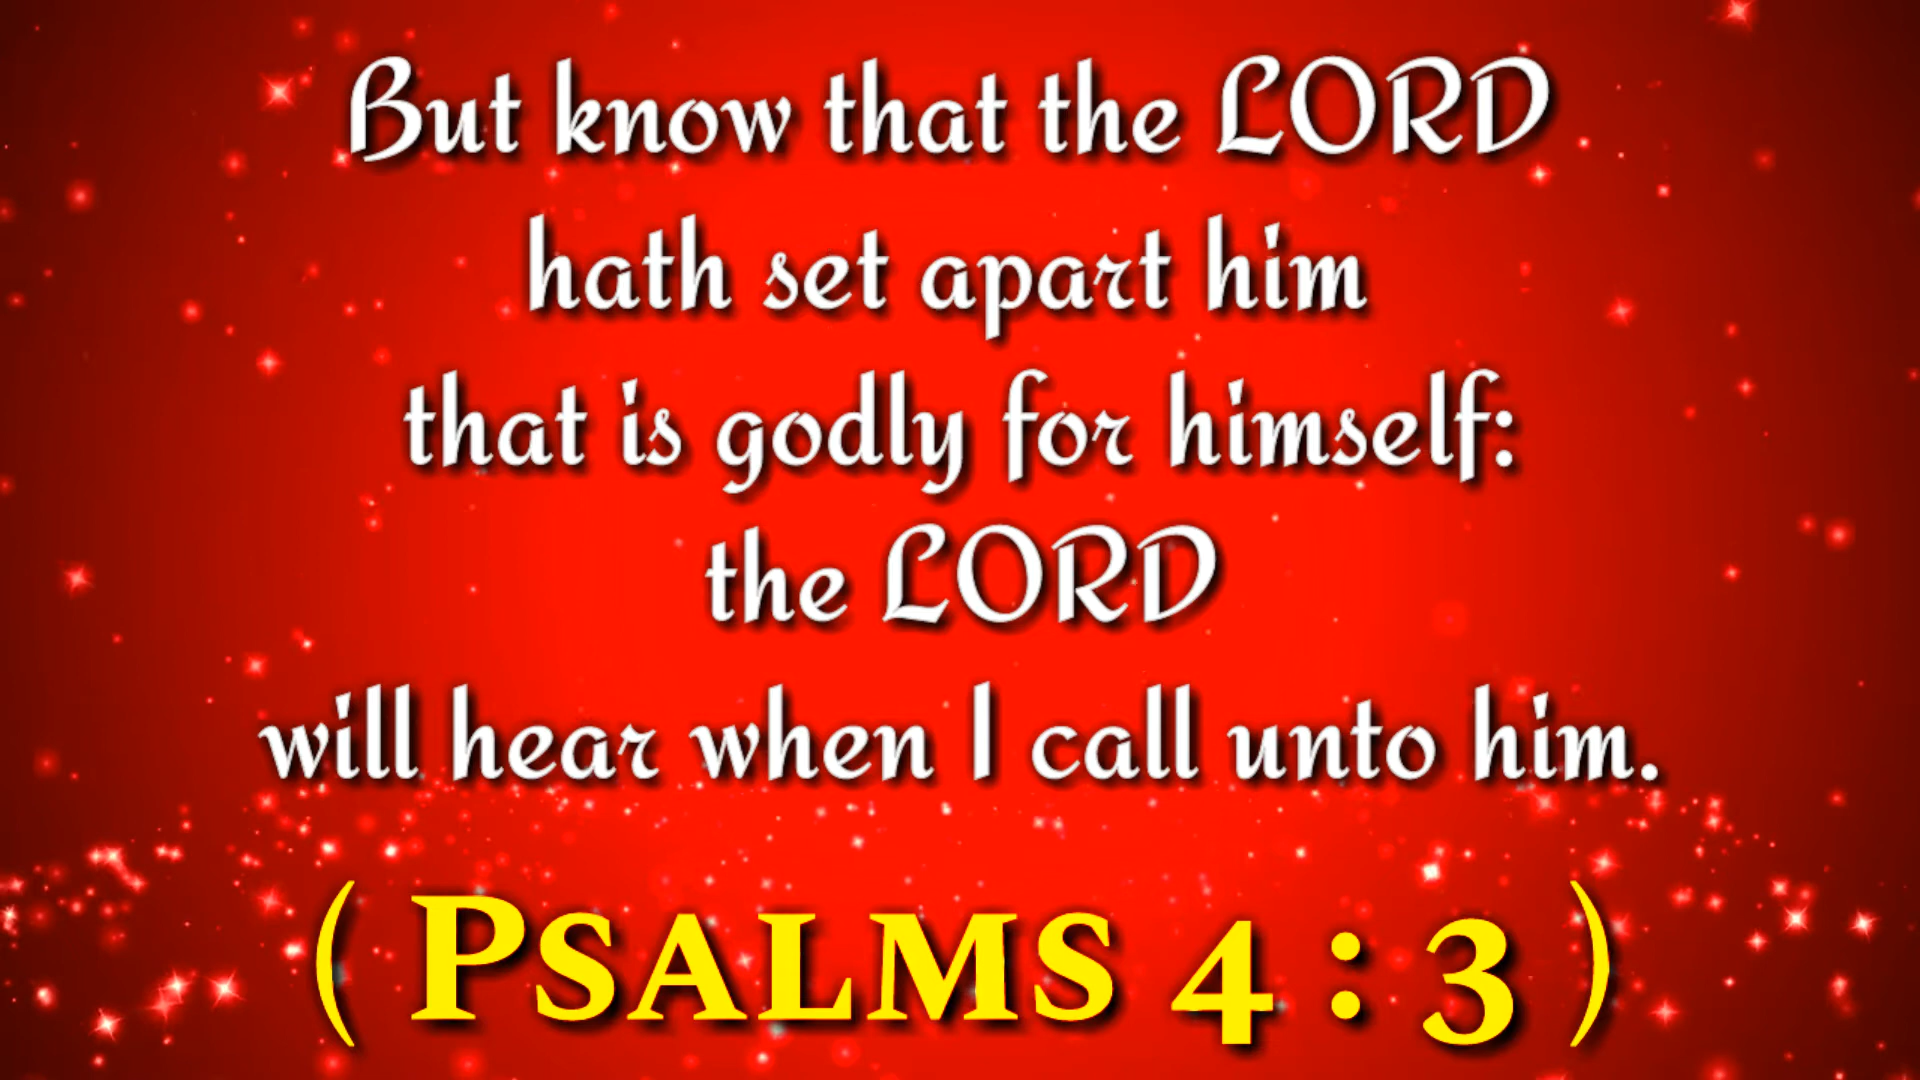 But know that the LORD
hath set apart him
that is godly for himself:
the LORD
will hear when I call unto him.
( PSALMS 4 : 3 )